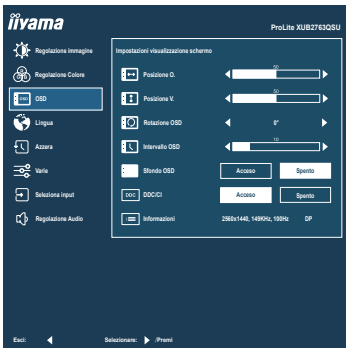 iiyama
ProLite XUB2763QSU
Regolazione immagine
Regolazione Colore
OSD
OSD
Lingua
Azzera
Varie
Seleziona input
Regolazione Audio
Impostazioni visualizzazione schermo
Posizione O.
50
Posizione V.
50
Rotazione OSD
0°
Intervallo OSD
10
Sfondo OSD
Acceso
Spento
DDC
DDC/CI
Acceso
Spento
Informazioni
2560x1440, 149KHz, 100Hz
DP
Esci:
Selezionare:
/Premi